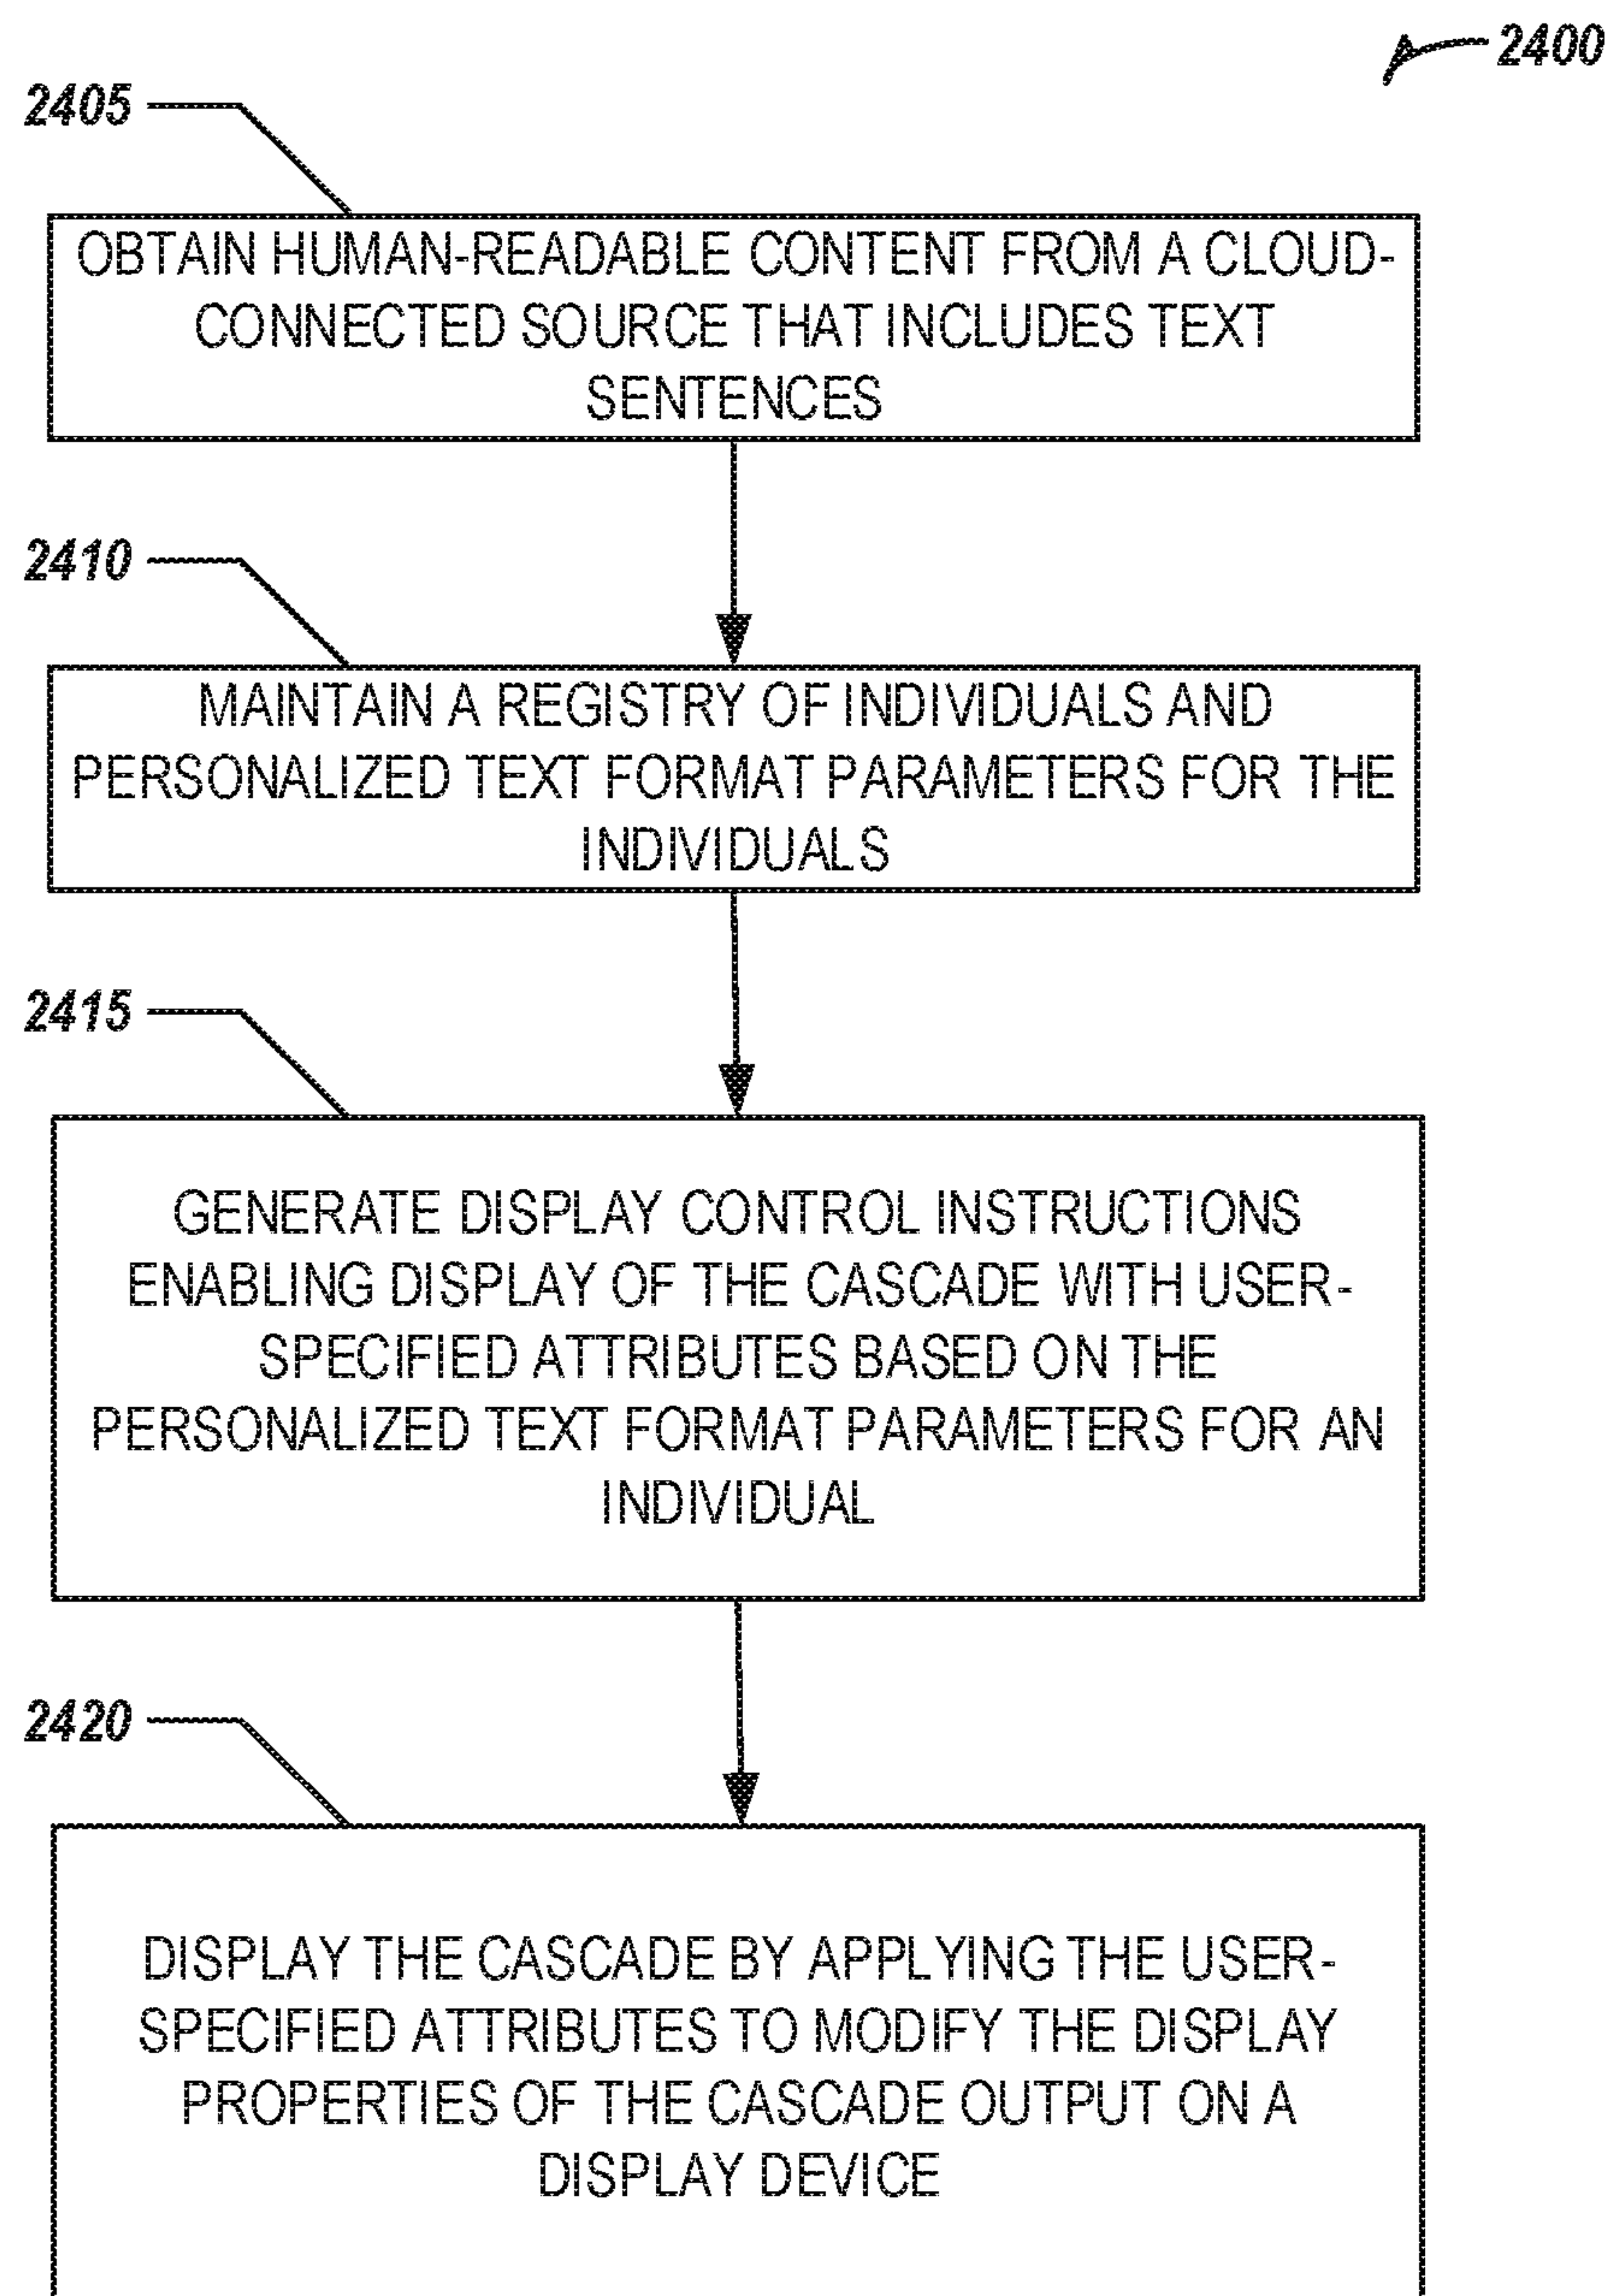 2400
2405
OBTAIN HUMAN-READABLE CONTENT FROM A CLOUD-
CONNECTED SOURCE THAT INCLUDES TEXT
SENTENCES
2410
MAINTAIN A REGISTRY OF INDIVIDUALS AND
PERSONALIZED TEXT FORMAT PARAMETERS FOR THE
INDIVIDUALS
2415
GENERATE DISPLAY CONTROL INSTRUCTIONS
ENABLING DISPLAY OF THE CASCADE WITH USER-
SPECIFIED ATTRIBUTES BASED ON THE
PERSONALIZED TEXT FORMAT PARAMETERS FOR AN
INDIVIDUAL
2420
DISPLAY THE CASCADE BY APPLYING THE USER-
SPECIFIED ATTRIBUTES TO MODIFY THE DISPLAY
PROPERTIES OF THE CASCADE OUTPUT ON A
DISPLAY DEVICE